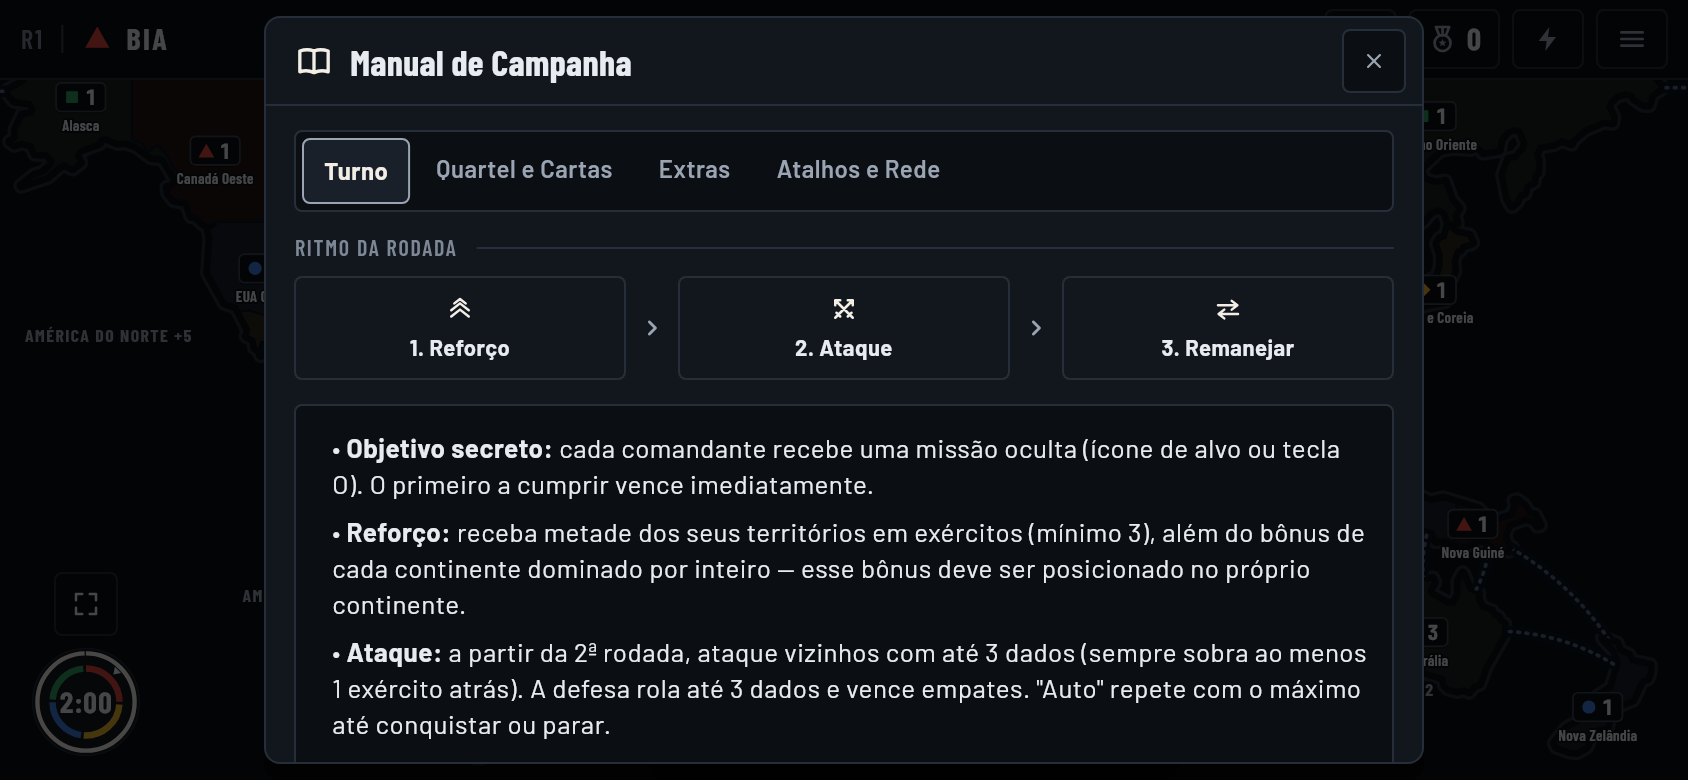 R1
BIA
Manual de Campanha
0
1
Alasca
1
Canadá Oeste
EUA
AMÉRICA DO NORTE +5
AM
2:00
Turno
Quartel e Cartas
Extras
Atalhos e Rede
RITMO DA RODADA
1. Reforço
2. Ataque
3. Remanejar
• Objetivo secreto: cada comandante recebe uma missão oculta (ícone de alvo ou tecla
O). O primeiro a cumprir vence imediatamente.
• Reforço: receba metade dos seus territórios em exércitos (mínimo 3), além do bônus de
cada continente dominado por inteiro — esse bônus deve ser posicionado no próprio
continente.
• Ataque: a partir da 2ª rodada, ataque vizinhos com até 3 dados (sempre sobra ao menos
1 exército atrás). A defesa rola até 3 dados e vence empates. "Auto" repete com o máximo
até conquistar ou parar.
1
o Oriente
1
e Coreia
1
Nova Guiné
3
rália
2
1
Nova Zelândia